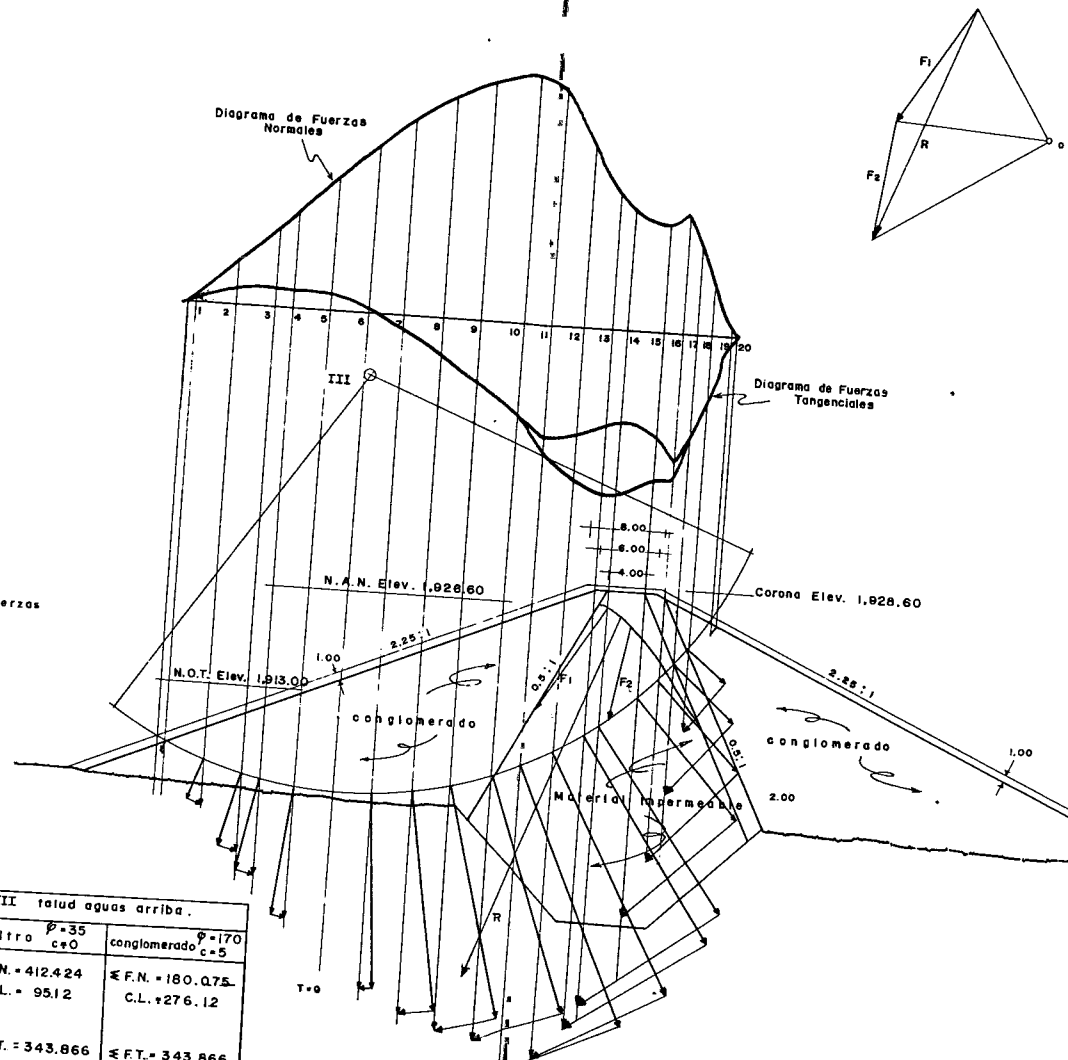 F1
R
F2
O
Diagrama de Fuerzas
Normales
1 2 3 4 5 6 7 8 9 10 11 12 13 14 15 16 17 18 19 20
III
Diagrama de Fuerzas
Tangenciales
8.00
6.00
4.00
N.A.N. Elev. 1,928.60
Corona Elev. 1,928.60
erzas
2.25:1
1.00
N.O.T. Elev. 1,913.00
0.5:1
F1
F2
2.25:1
conglomerado
conglomerado
0.5:1
1.00
Material Impermeable
2.00
R
T=0
II talud aguas arriba.
ltro φ=35 c=0
conglomerado φ=170 c=5
N. = 412.424
≤ F.N. = 180.075
L. = 95.12
C.L. = 276.12
T. = 343.866
≤ F.T. = 343.866